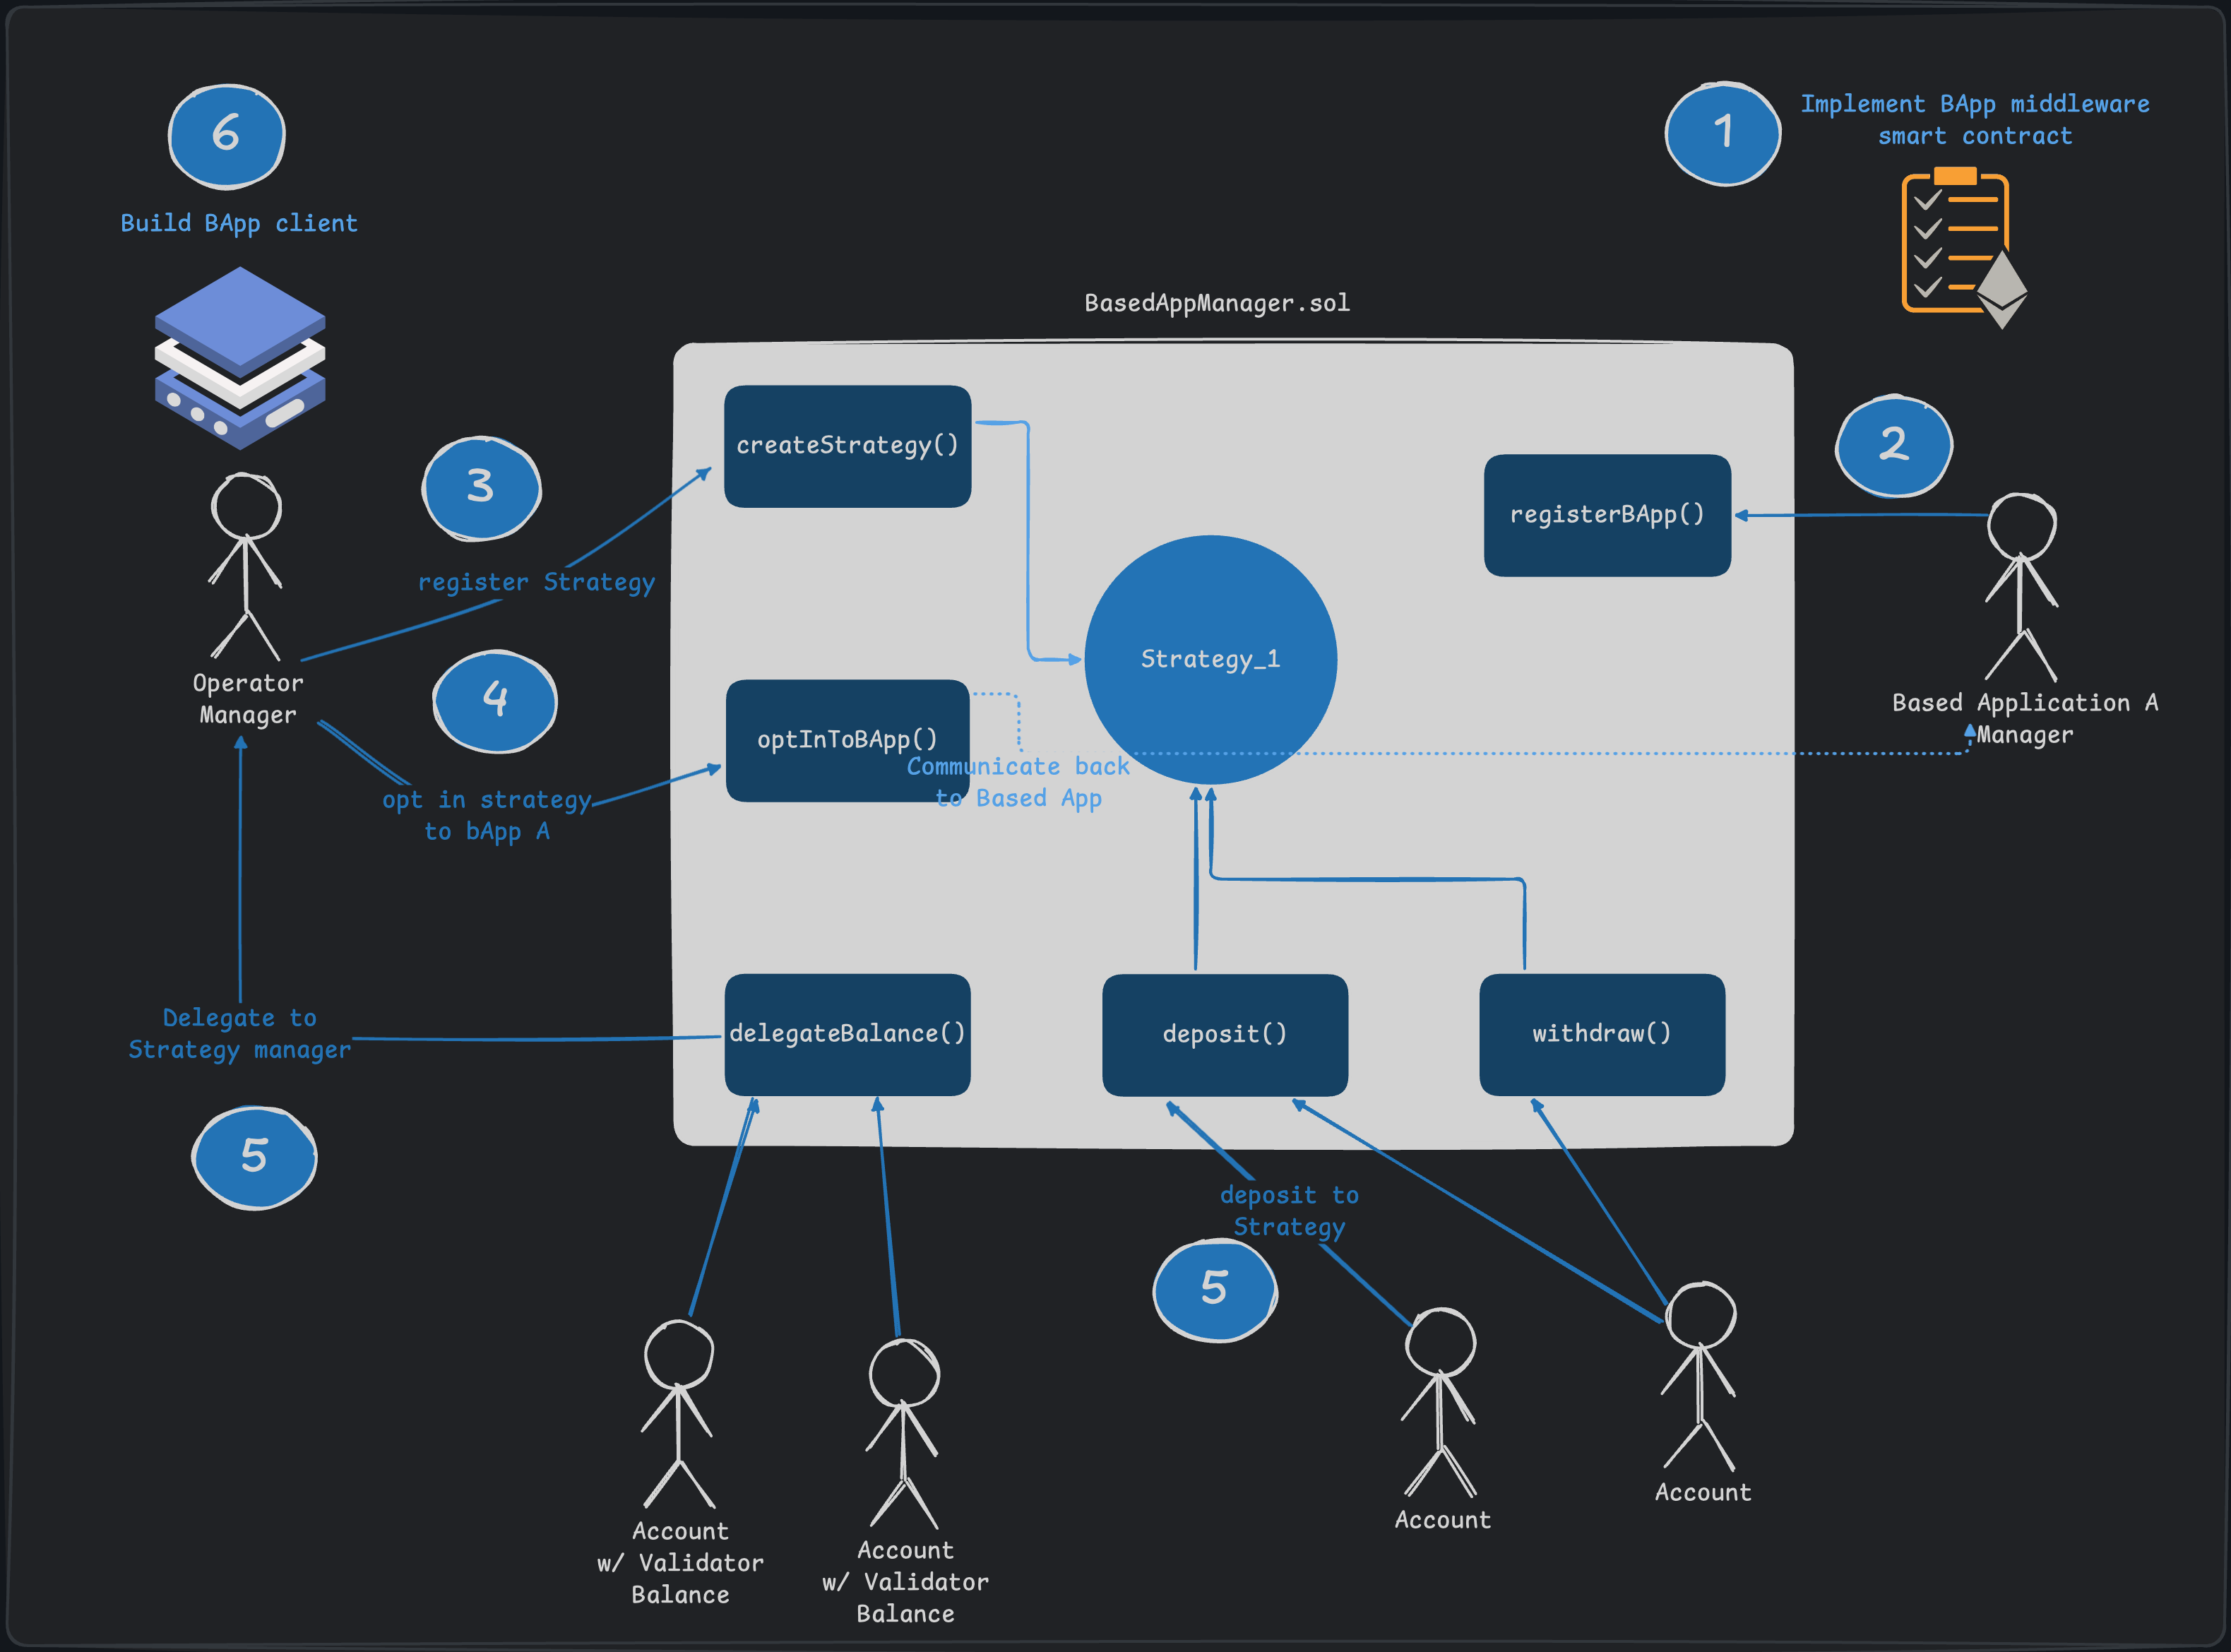 6
Build BApp client
1
Implement BApp middleware
smart contract
BasedAppManager.sol
2
3
createStrategy()
registerBApp()
register Strategy
Strategy_1
Operator
Manager
4
Based Application A
Manager
optInToBApp()
Communicate back
to Based App
opt in strategy
to bApp A
Delegate to
Strategy manager
delegateBalance()
deposit()
withdraw()
5
deposit to
Strategy
5
Account
w/ Validator
Balance
Account
w/ Validator
Balance
Account
Account